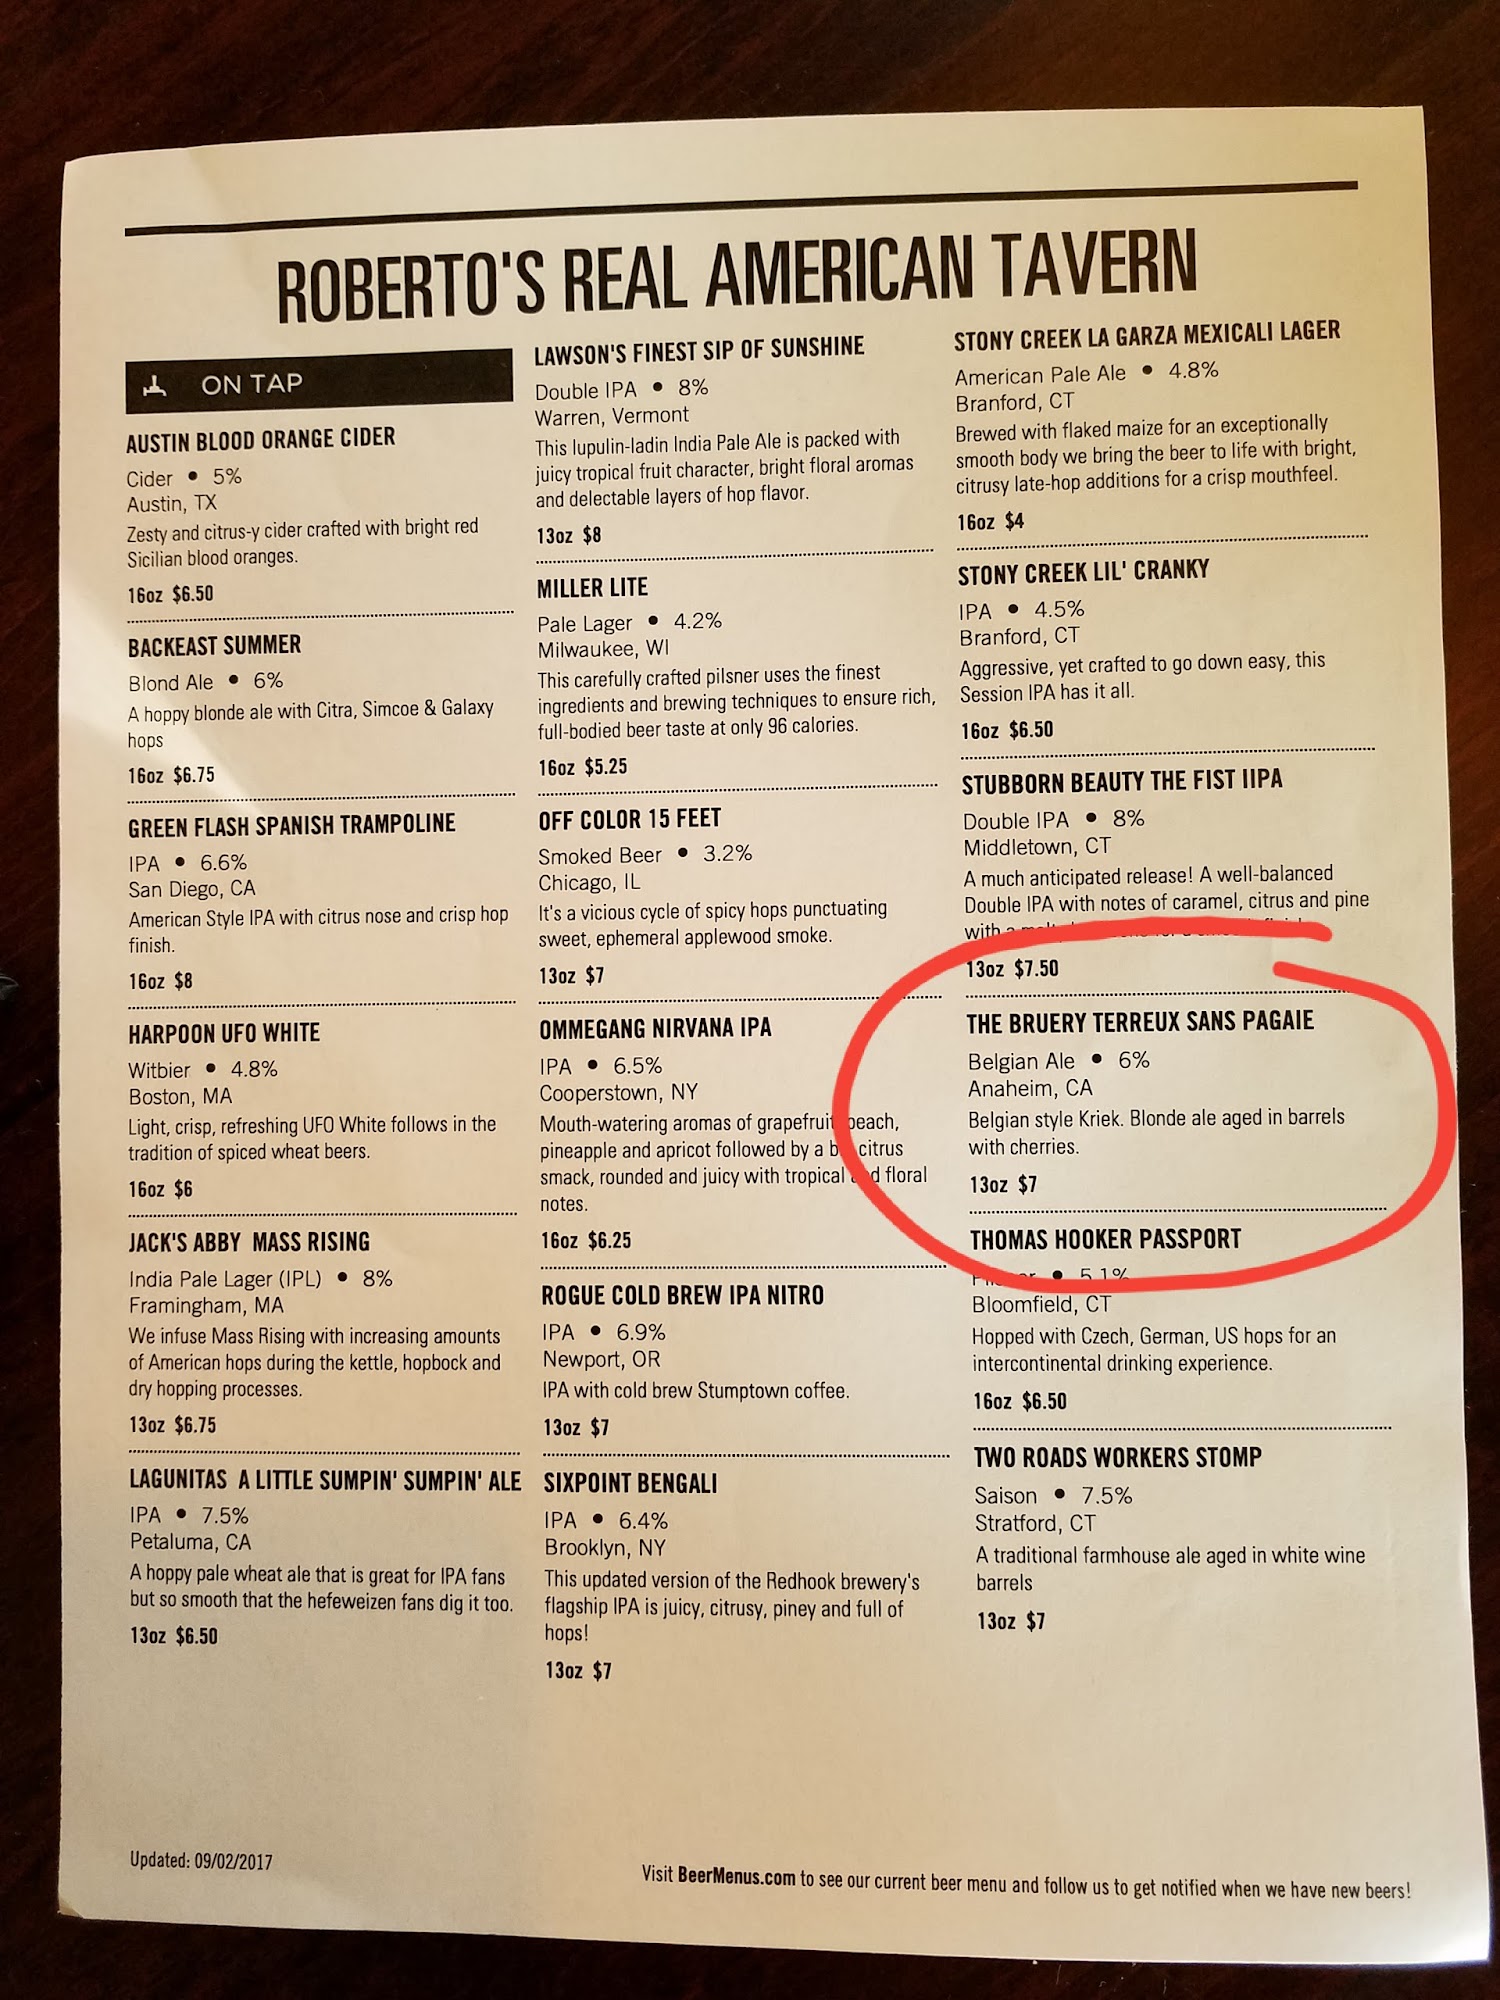 ROBERTO'S REAL AMERICAN TAVERN
ON TAP
AUSTIN BLOOD ORANGE CIDER
Cider • 5%
Austin, TX
Zesty and citrus-y cider crafted with bright red
Sicilian blood oranges.
16oz $6.50
BACKEAST SUMMER
Blond Ale • 6%
A hoppy blonde ale with Citra, Simcoe & Galaxy
hops
16oz $6.75
GREEN FLASH SPANISH TRAMPOLINE
IPA • 6.6%
San Diego, CA
American Style IPA with citrus nose and crisp hop
finish.
16oz $8
HARPOON UFO WHITE
Witbier • 4.8%
Boston, MA
Light, crisp, refreshing UFO White follows in the
tradition of spiced wheat beers.
16oz $6
JACK'S ABBY MASS RISING
India Pale Lager (IPL) • 8%
Framingham, MA
We infuse Mass Rising with increasing amounts
of American hops during the kettle, hopbock and
dry hopping processes.
13oz $6.75
LAGUNITAS A LITTLE SUMPIN' SUMPIN' ALE
IPA • 7.5%
Petaluma, CA
A hoppy pale wheat ale that is great for IPA fans
but so smooth that the hefeweizen fans dig it too.
13oz $6.50
LAWSON'S FINEST SIP OF SUNSHINE
Double IPA • 8%
Warren, Vermont
This lupulin-ladin India Pale Ale is packed with
juicy tropical fruit character, bright floral aromas
and delectable layers of hop flavor.
13oz $8
MILLER LITE
Pale Lager • 4.2%
Milwaukee, WI
This carefully crafted pilsner uses the finest
ingredients and brewing techniques to ensure rich,
full-bodied beer taste at only 96 calories.
16oz $5.25
OFF COLOR 15 FEET
Smoked Beer • 3.2%
Chicago, IL
It's a vicious cycle of spicy hops punctuating
sweet, ephemeral applewood smoke.
13oz $7
OMMEGANG NIRVANA IPA
IPA • 6.5%
Cooperstown, NY
Mouth-watering aromas of grapefruit peach,
pineapple and apricot followed by a citrus
smack, rounded and juicy with tropical and floral
notes.
16oz $6.25
ROGUE COLD BREW IPA NITRO
IPA • 6.9%
Newport, OR
IPA with cold brew Stumptown coffee.
13oz $7
SIXPOINT BENGALI
IPA • 6.4%
Brooklyn, NY
This updated version of the Redhook brewery's
flagship IPA is juicy, citrusy, piney and full of
hops!
13oz $7
STONY CREEK LA GARZA MEXICALI LAGER
American Pale Ale • 4.8%
Branford, CT
Brewed with flaked maize for an exceptionally
smooth body we bring the beer to life with bright,
citrusy late-hop additions for a crisp mouthfeel.
16oz $4
STONY CREEK LIL' CRANKY
IPA • 4.5%
Branford, CT
Aggressive, yet crafted to go down easy, this
Session IPA has it all.
16oz $6.50
STUBBORN BEAUTY THE FIST IIPA
Double IPA • 8%
Middletown, CT
A much anticipated release! A well-balanced
Double IPA with notes of caramel, citrus and pine
with a
13oz $7.50
THE BRUERY TERREUX SANS PAGAIE
Belgian Ale • 6%
Anaheim, CA
Belgian style Kriek. Blonde ale aged in barrels
with cherries.
13oz $7
THOMAS HOOKER PASSPORT
• 5.1%
Bloomfield, CT
Hopped with Czech, German, US hops for an
intercontinental drinking experience.
16oz $6.50
TWO ROADS WORKERS STOMP
Saison • 7.5%
Stratford, CT
A traditional farmhouse ale aged in white wine
barrels
13oz $7
Updated: 09/02/2017
Visit BeerMenus.com to see our current beer menu and follow us to get notified when we have new beers!